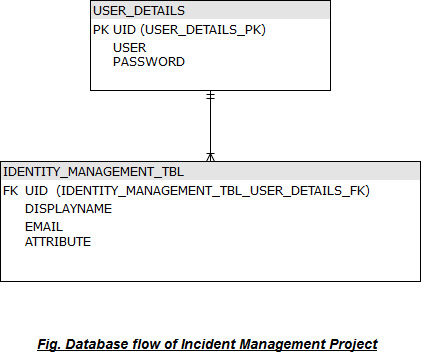 USER_DETAILS
PK UID (USER_DETAILS_PK)
USER
PASSWORD
IDENTITY_MANAGEMENT_TBL
FK UID (IDENTITY_MANAGEMENT_TBL_USER_DETAILS_FK)
DISPLAYNAME
EMAIL
ATTRIBUTE
Fig. Database flow of Incident Management Project